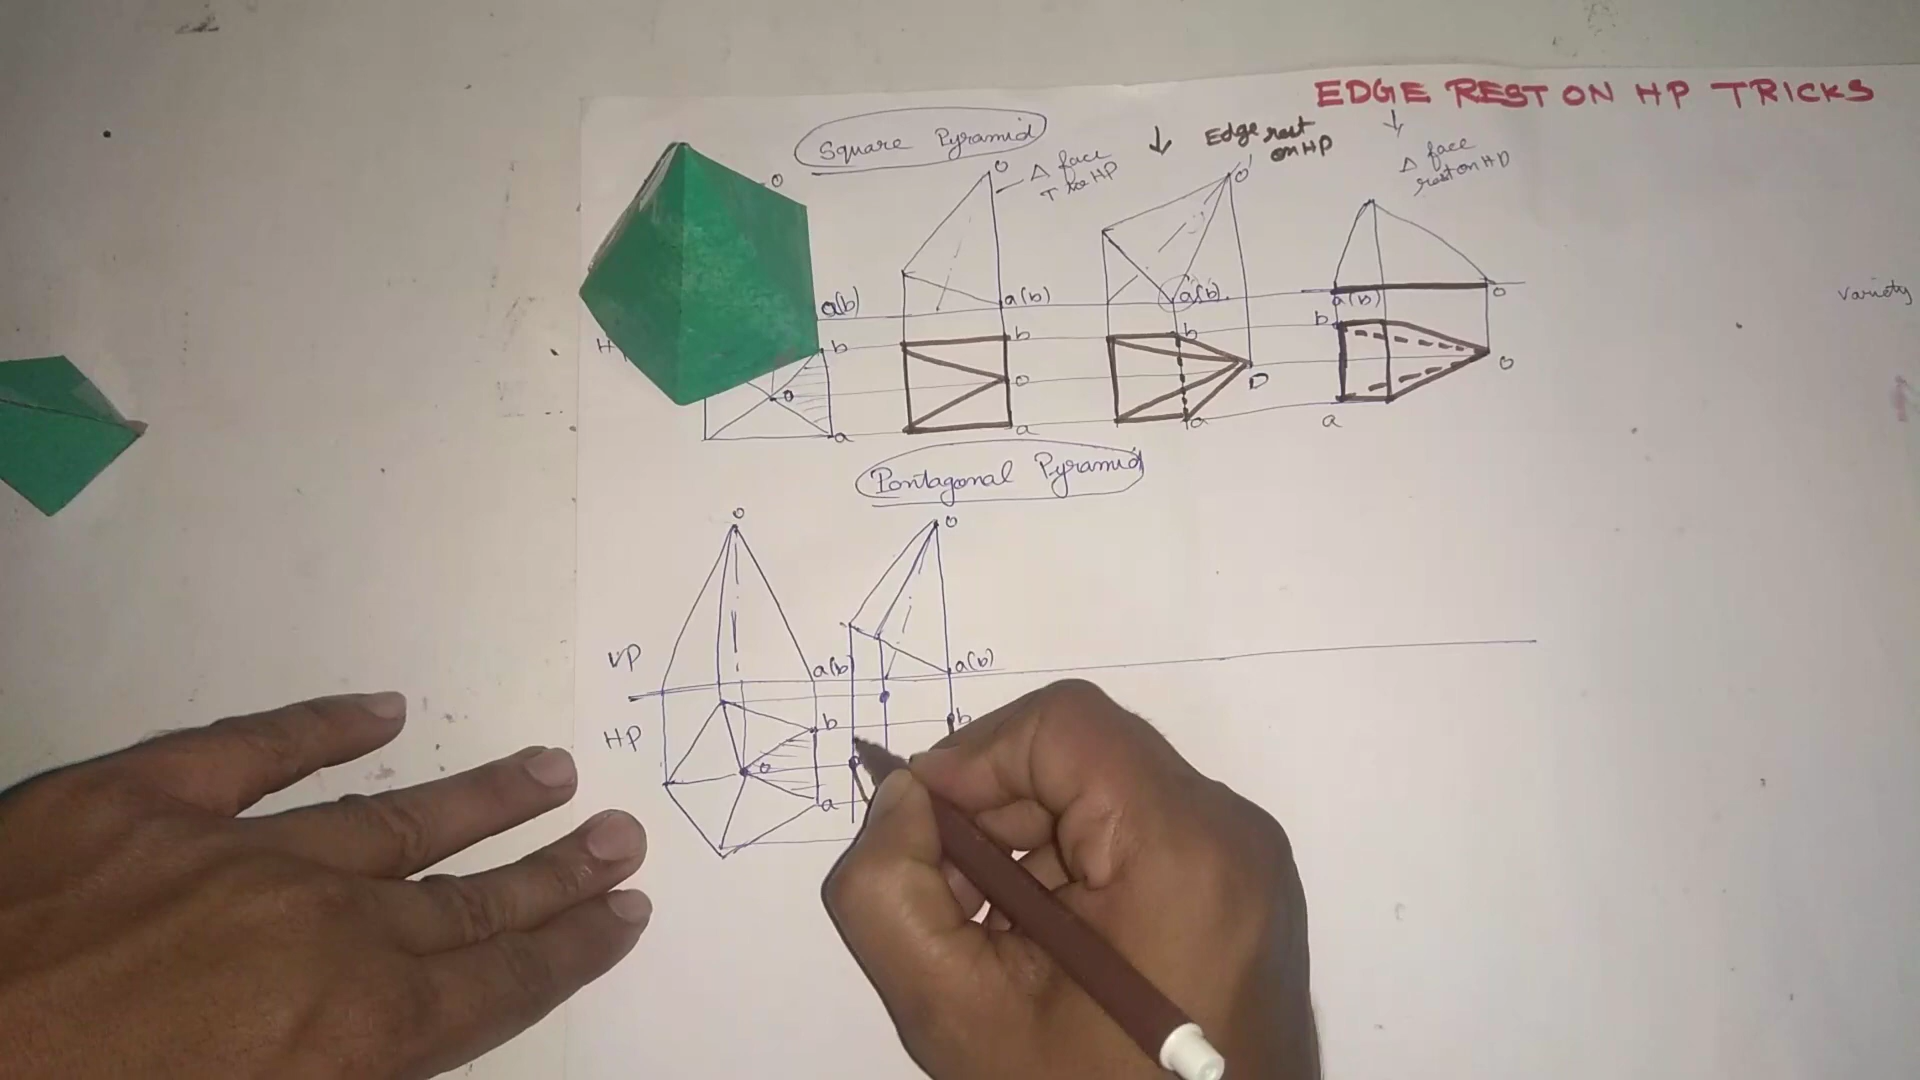 EDGE REST ON HP TRICKS
Square Pyramid
Edge rest
on HP
Δ face
⊥ to HP
Δ face
rest on HP
O
O
O'
a(b)
a(b)
a(b)
a(b)
O
Variety
H
b
b
b
b
O
O
O
O
a
a
a
a
Pentagonal Pyramid
O
O
VP
a(b)
a(b)
HP
b
b
O
a